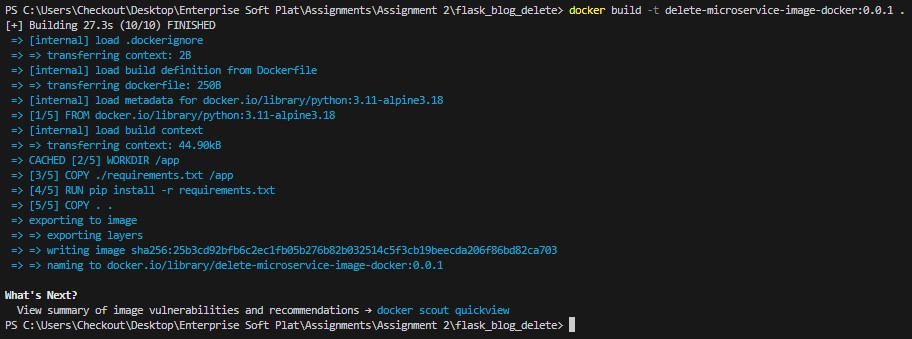 PS C:\Users\Checkout\Desktop\Enterprise Soft Plat\Assignments\Assignment 2\flask_blog_delete> docker build -t delete-microservice-image-docker:0.0.1 .
[+] Building 27.3s (10/10) FINISHED
=> [internal] load .dockerignore
=> => transferring context: 2B
=> [internal] load build definition from Dockerfile
=> => transferring dockerfile: 250B
=> [internal] load metadata for docker.io/library/python:3.11-alpine3.18
=> [1/5] FROM docker.io/library/python:3.11-alpine3.18
=> [internal] load build context
=> => transferring context: 44.90kB
=> CACHED [2/5] WORKDIR /app
=> [3/5] COPY ./requirements.txt /app
=> [4/5] RUN pip install -r requirements.txt
=> [5/5] COPY . .
=> exporting to image
=> => exporting layers
=> => writing image sha256:25b3cd92bfb6c2ec1fb05b276b82b032514c5f3cb19beecda206f86bd82ca703
=> => naming to docker.io/library/delete-microservice-image-docker:0.0.1
What's Next?
View summary of image vulnerabilities and recommendations → docker scout quickview
PS C:\Users\Checkout\Desktop\Enterprise Soft Plat\Assignments\Assignment 2\flask_blog_delete>